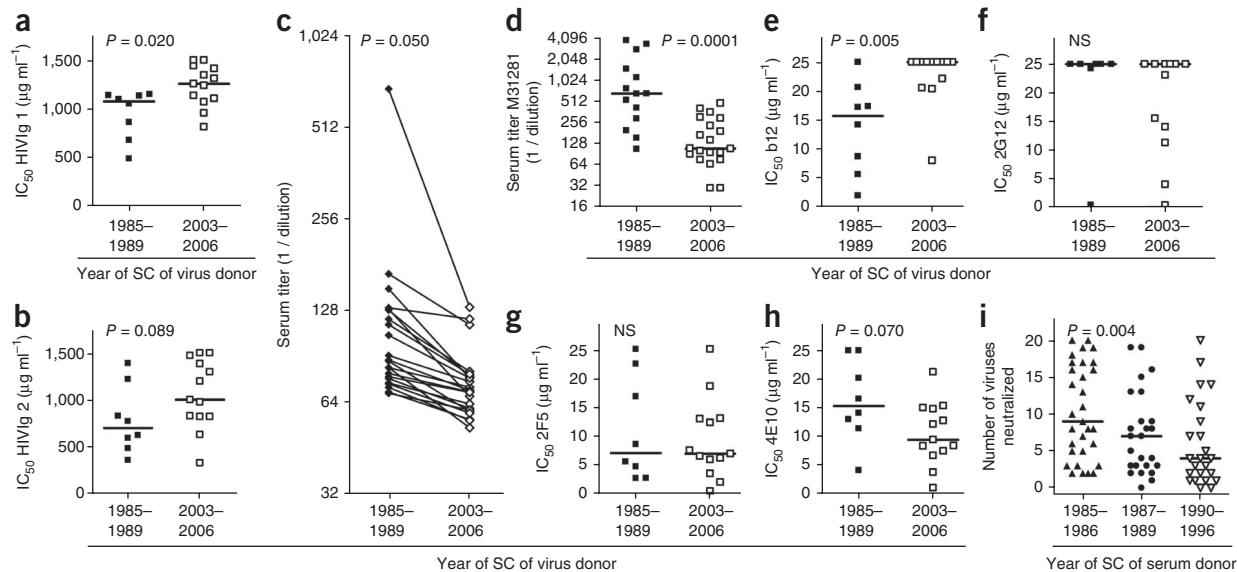 a
P = 0.020
IC50 HIVIg 1 (µg ml−1)
1,500
1,000
500
0
1985–
1989
2003–
2006
Year of SC of virus donor
b
P = 0.089
IC50 HIVIg 2 (µg ml−1)
1,500
1,000
500
0
1985–
1989
2003–
2006
c
P = 0.050
Serum titer (1 / dilution)
1,024
512
256
128
64
32
1985–
1989
2003–
2006
d
P = 0.0001
Serum titer M31281
(1 / dilution)
4,096
2,048
1,024
512
256
128
64
32
16
1985–
1989
2003–
2006
e
P = 0.005
IC50 b12 (µg ml−1)
25
20
15
10
5
0
1985–
1989
2003–
2006
f
NS
IC50 2G12 (µg ml−1)
25
20
15
10
5
0
1985–
1989
2003–
2006
Year of SC of virus donor
g
NS
IC50 2F5 (µg ml−1)
25
20
15
10
5
0
1985–
1989
2003–
2006
h
P = 0.070
IC50 4E10 (µg ml−1)
25
20
15
10
5
0
1985–
1989
2003–
2006
Year of SC of virus donor
i
P = 0.004
Number of viruses
neutralized
20
15
10
5
0
1985–
1986
1987–
1989
1990–
1996
Year of SC of serum donor